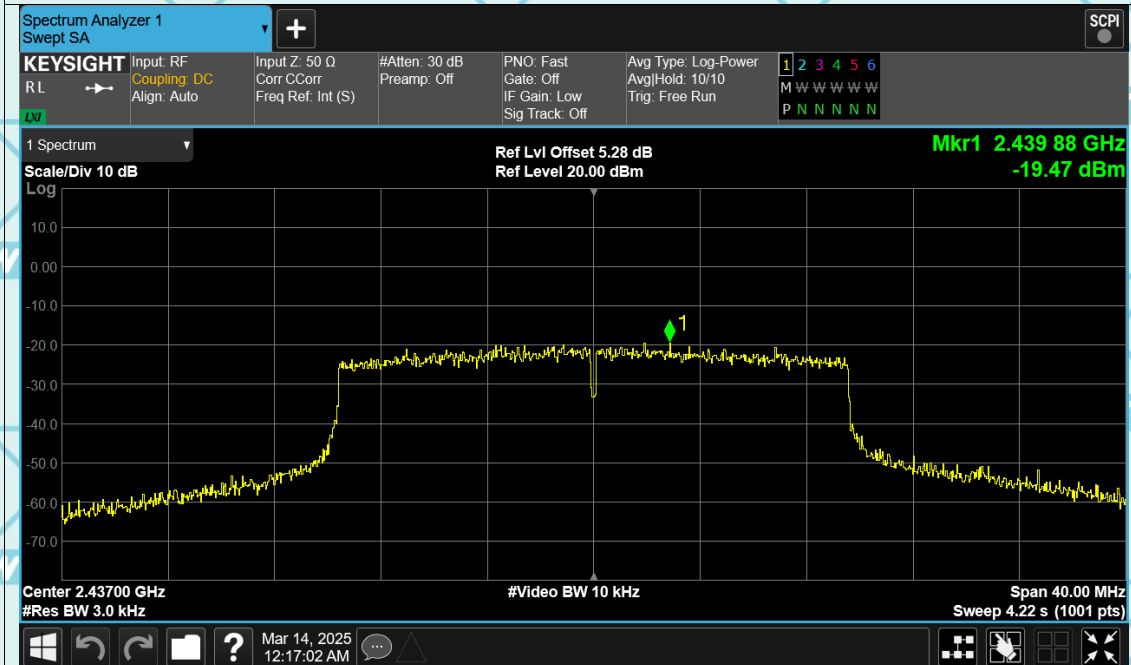 Spectrum Analyzer 1
Swept SA
SCPI
KEYSIGHT
RL
LXI
Input: RF
Coupling: DC
Align: Auto
Input Z: 50 Ω
Corr CCorr
Freq Ref: Int (S)
#Atten: 30 dB
Preamp: Off
PNO: Fast
Gate: Off
IF Gain: Low
Sig Track: Off
Avg Type: Log-Power
Avg|Hold: 10/10
Trig: Free Run
1 2 3 4 5 6
M W W W W W W
P N N N N N
1 Spectrum
Scale/Div 10 dB
Ref Lvl Offset 5.28 dB
Ref Level 20.00 dBm
Mkr1 2.439 88 GHz
-19.47 dBm
Log
10.0
0.00
-10.0
1
-20.0
-30.0
-40.0
-50.0
-60.0
-70.0
Center 2.43700 GHz
#Video BW 10 kHz
Span 40.00 MHz
#Res BW 3.0 kHz
Sweep 4.22 s (1001 pts)
?
Mar 14, 2025
12:17:02 AM